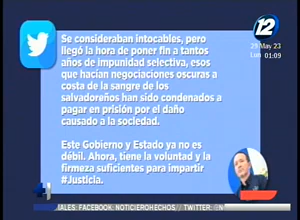 12
29 May 23
Lun 01:09
Se consideraban intocables, pero
llegó la hora de poner fin a tantos
años de impunidad selectiva, esos
que hacían negociaciones oscuras a
costa de la sangre de los
salvadoreños han sido condenados a
pagar en prisión por el daño
causado a la sociedad.
Este Gobierno y Estado ya no es
débil. Ahora, tiene la voluntad y la
firmeza suficientes para impartir
#Justicia.
IALES: FACEBOOK: NOTICIEROHECHOS // TWITTER: @N